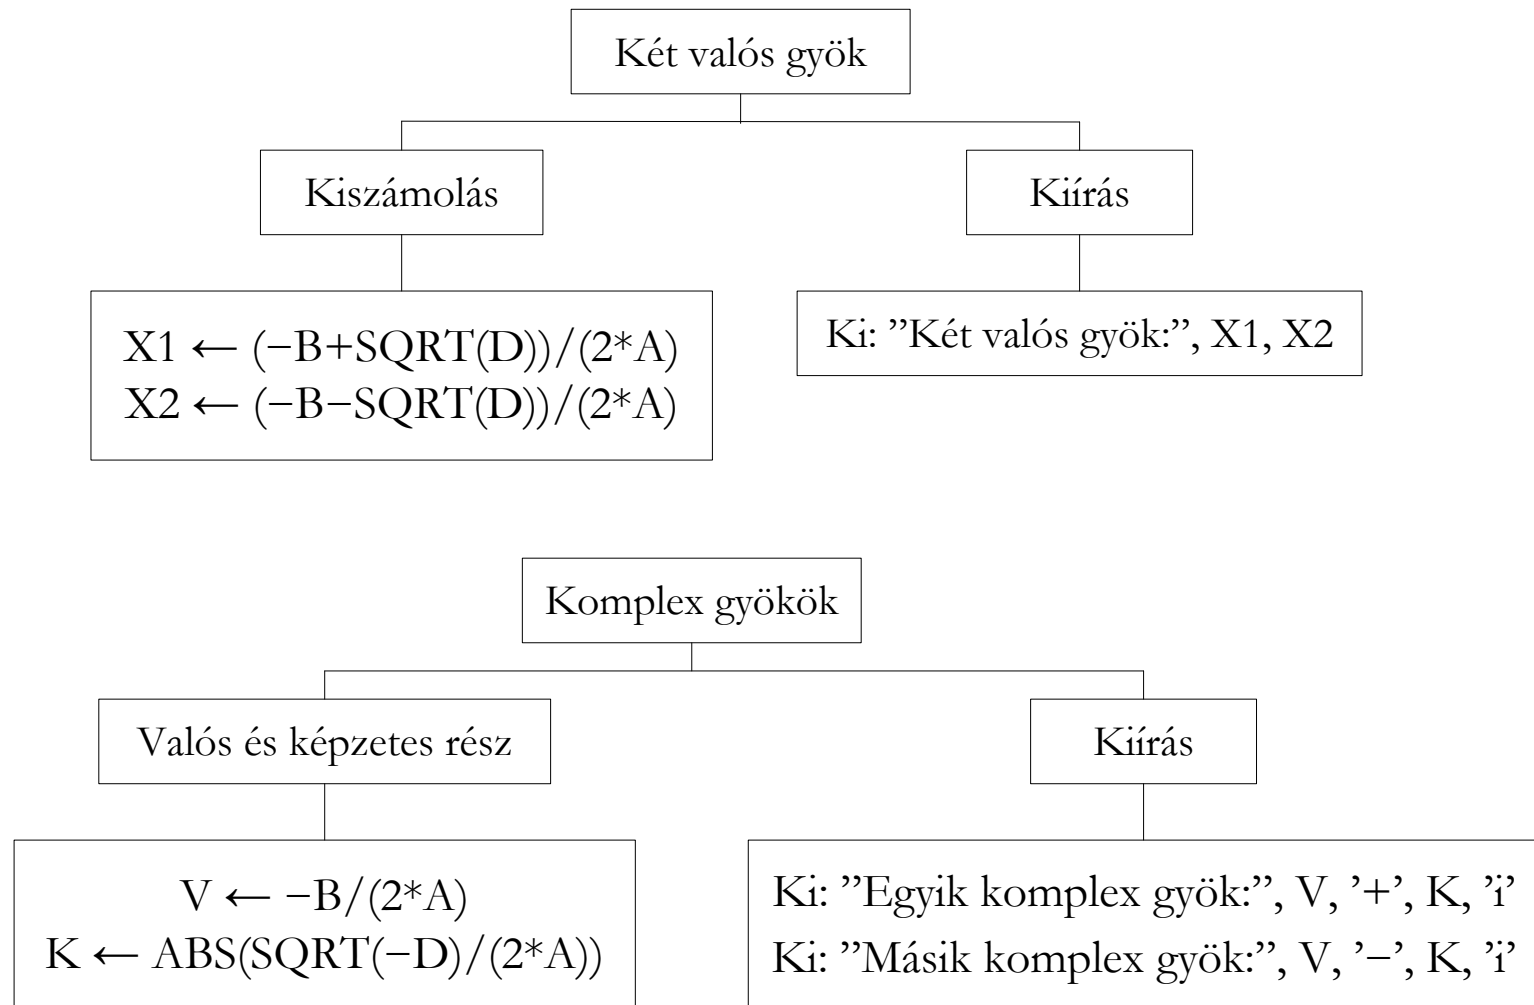 Két valós gyök
Kiszámolás
Kiírás
X1 ← (−B+SQRT(D))/(2*A)
X2 ← (−B−SQRT(D))/(2*A)
Ki: ”Két valós gyök:”, X1, X2
Komplex gyökök
Valós és képzetes rész
Kiírás
V ← −B/(2*A)
K ← ABS(SQRT(−D)/(2*A))
Ki: ”Egyik komplex gyök:”, V, ’+’, K, ’i’
Ki: ”Másik komplex gyök:”, V, ’−’, K, ’i’